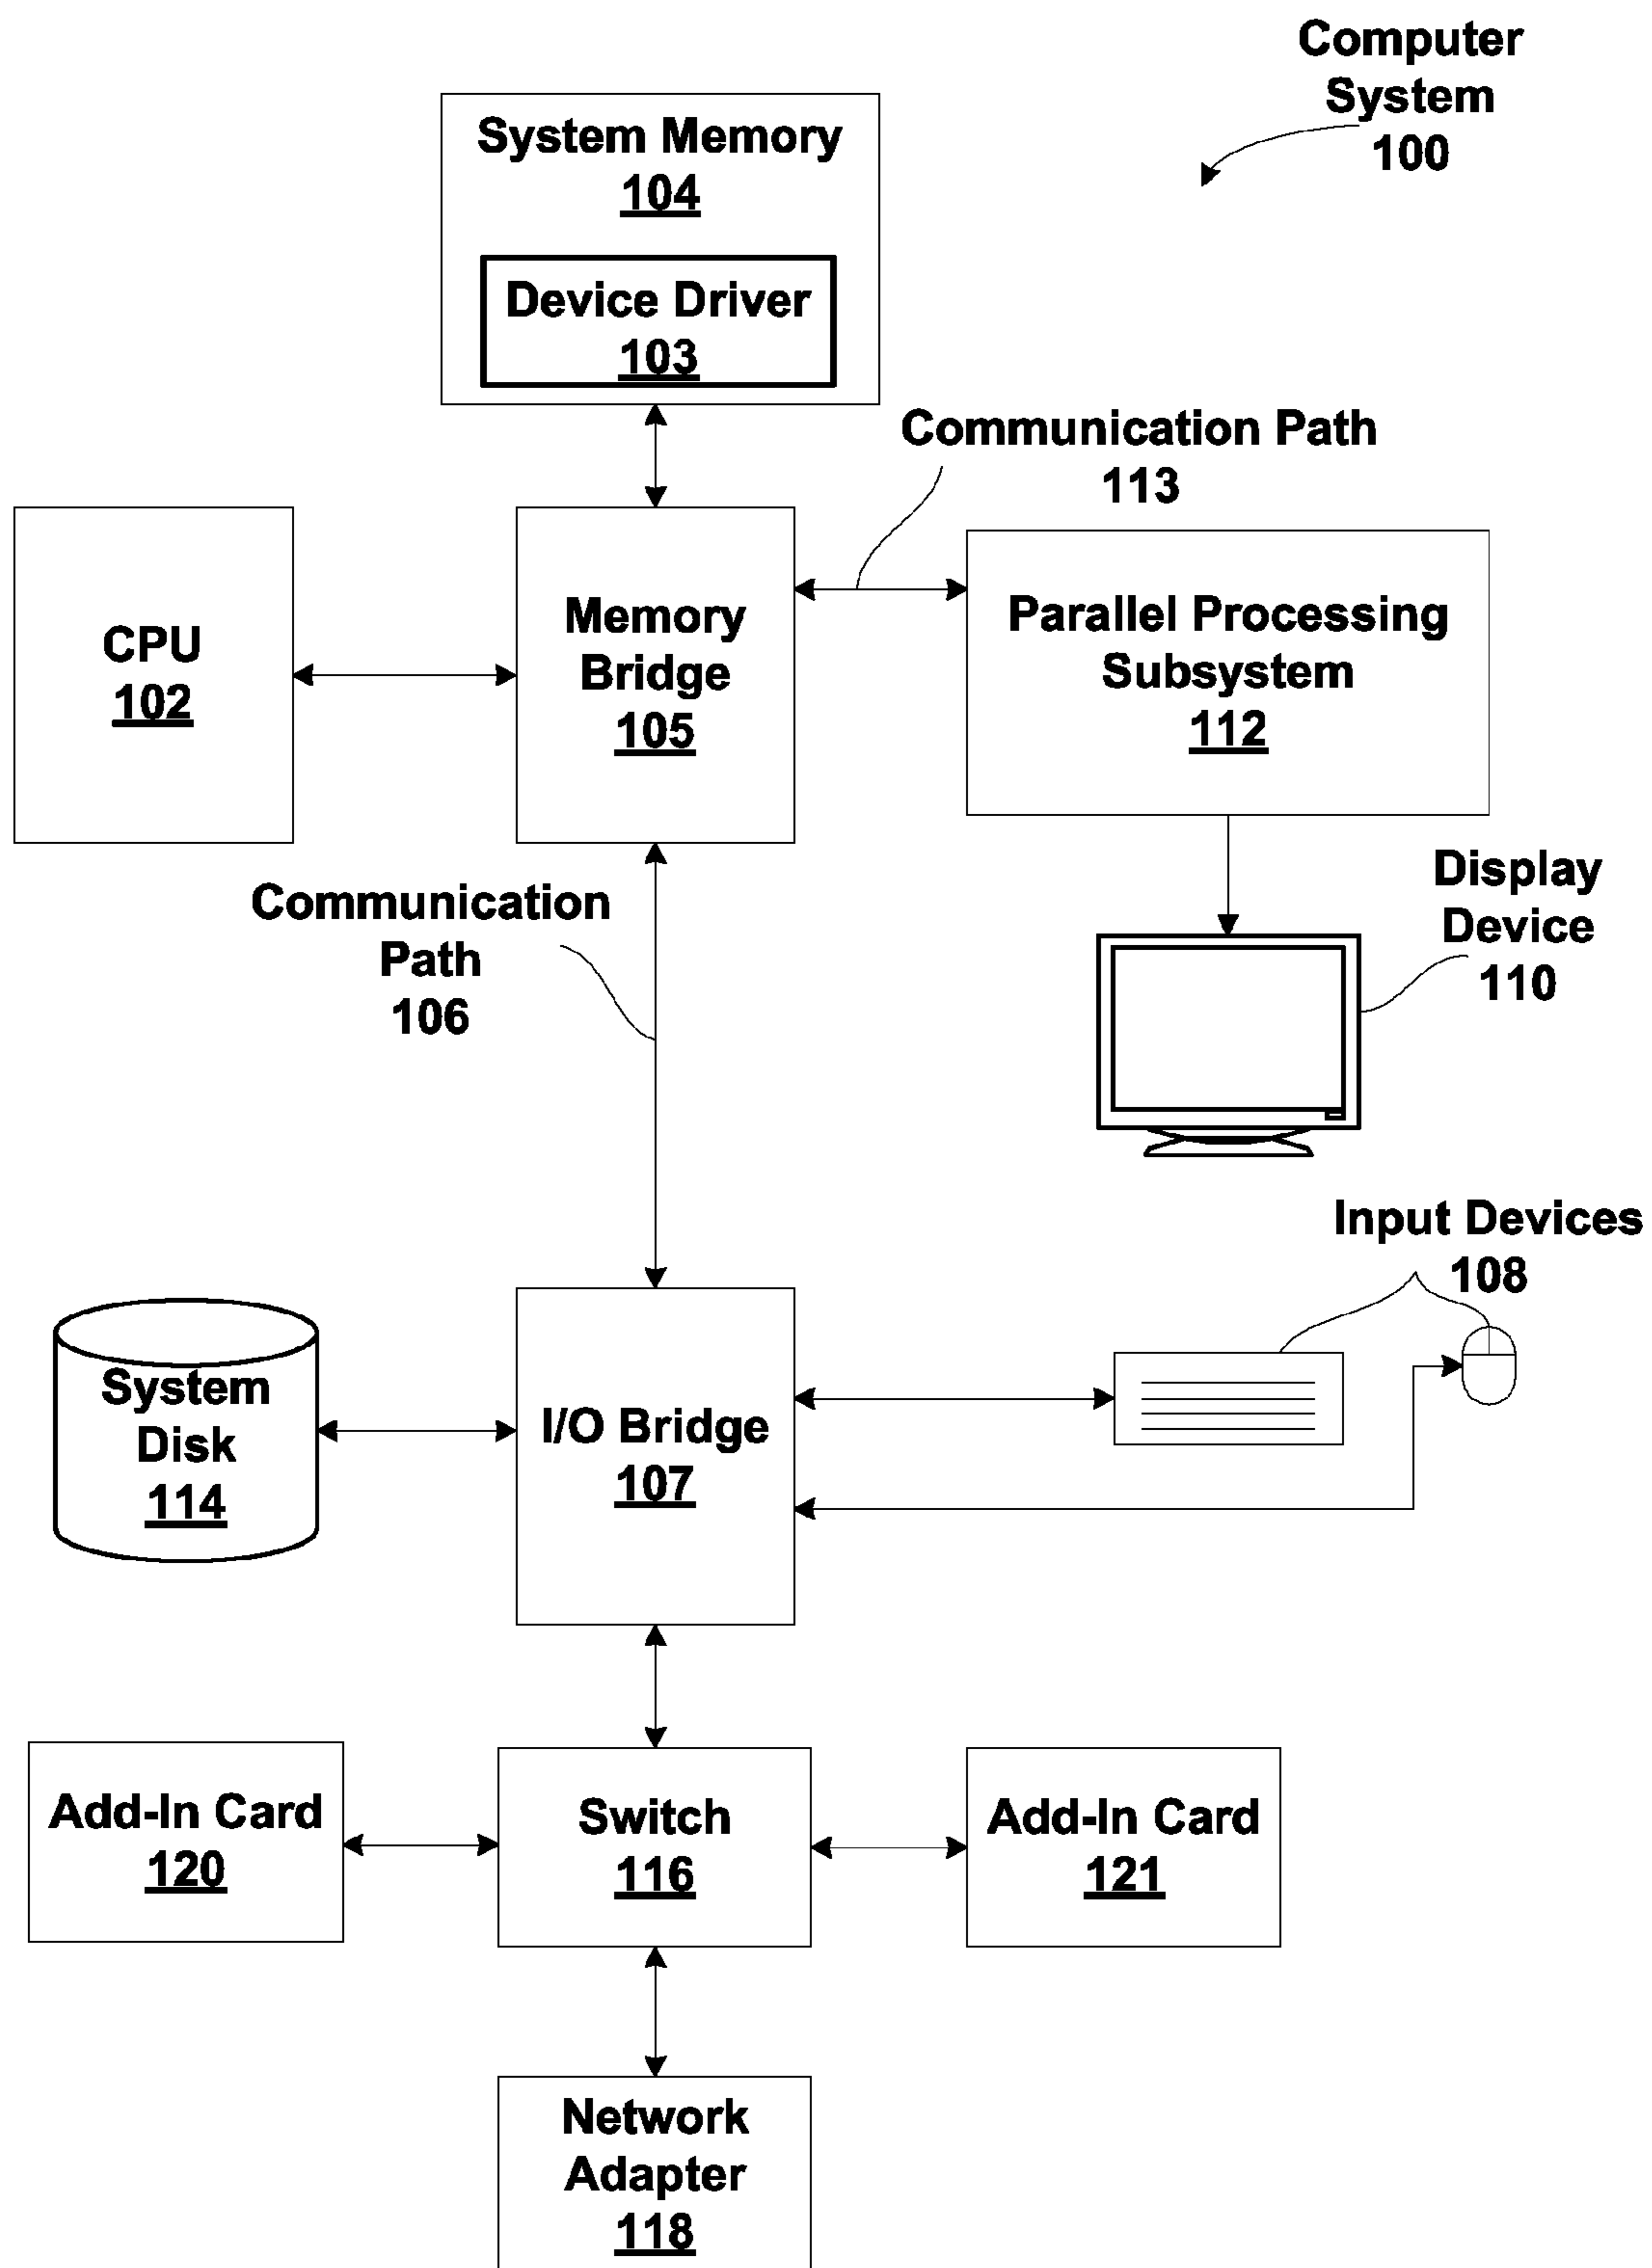 Computer
System
100
System Memory
104
Device Driver
103
Communication Path
113
CPU
102
Memory
Bridge
105
Parallel Processing
Subsystem
112
Communication
Path
106
Display
Device
110
Input Devices
108
System
Disk
114
I/O Bridge
107
Add-In Card
120
Switch
116
Add-In Card
121
Network
Adapter
118